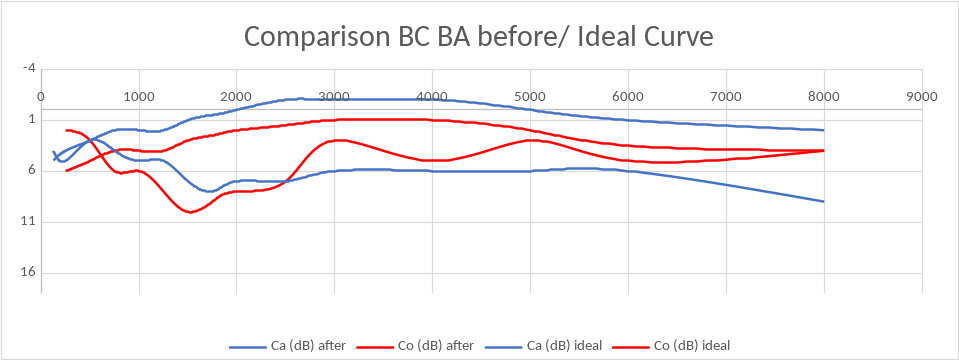 Comparison BC BA before/ Ideal Curve
-4
0 1000 2000 3000 4000 5000 6000 7000 8000 9000
1
6
11
16
Ca (dB) after Co (dB) after Ca (dB) ideal Co (dB) ideal